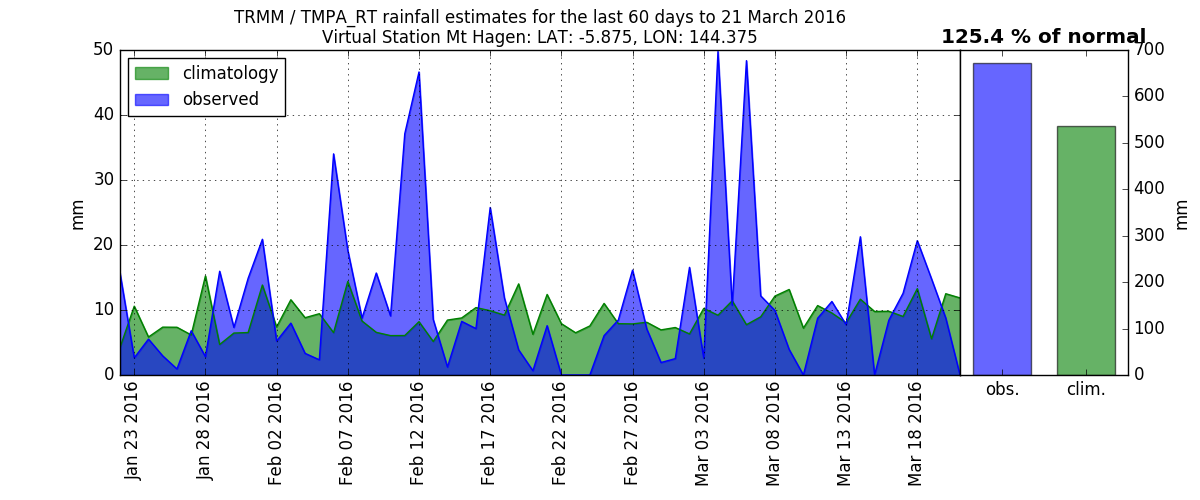 TRMM / TMPA_RT rainfall estimates for the last 60 days to 21 March 2016
Virtual Station Mt Hagen: LAT: -5.875, LON: 144.375
125.4 % of normal
climatology
observed
50
40
30
20
10
0
mm
Jan 23 2016
Jan 28 2016
Feb 02 2016
Feb 07 2016
Feb 12 2016
Feb 17 2016
Feb 22 2016
Feb 27 2016
Mar 03 2016
Mar 08 2016
Mar 13 2016
Mar 18 2016
700
600
500
400
300
200
100
0
mm
obs.
clim.